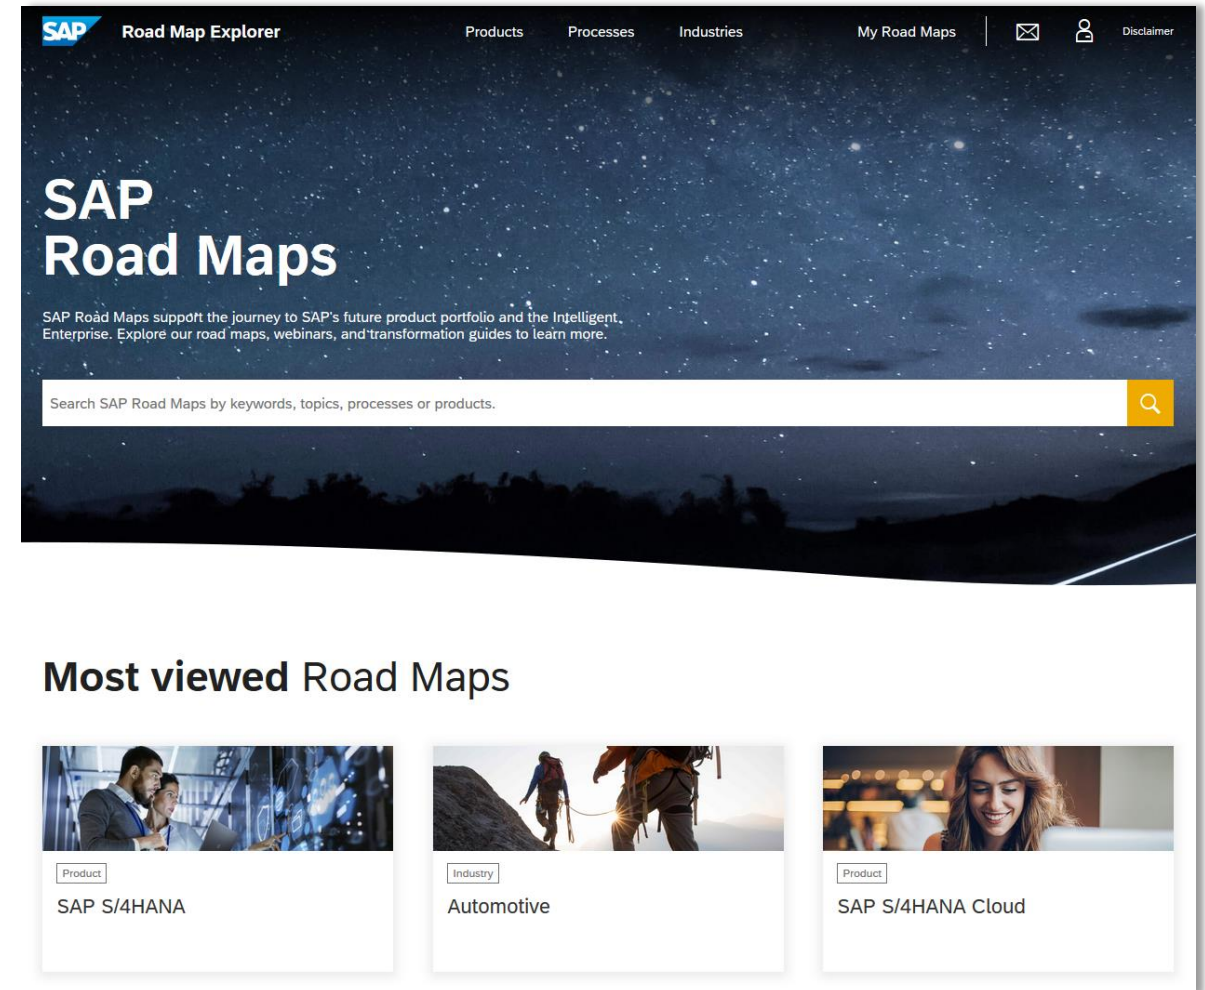 SAP Road Map Explorer Products Processes Industries My Road Maps Disclaimer
SAP
Road Maps
SAP Road Maps support the journey to SAP's future product portfolio and the Intelligent
Enterprise. Explore our road maps, webinars, and transformation guides to learn more.
Search SAP Road Maps by keywords, topics, processes or products.
Most viewed Road Maps
Product
SAP S/4HANA
Industry
Automotive
Product
SAP S/4HANA Cloud